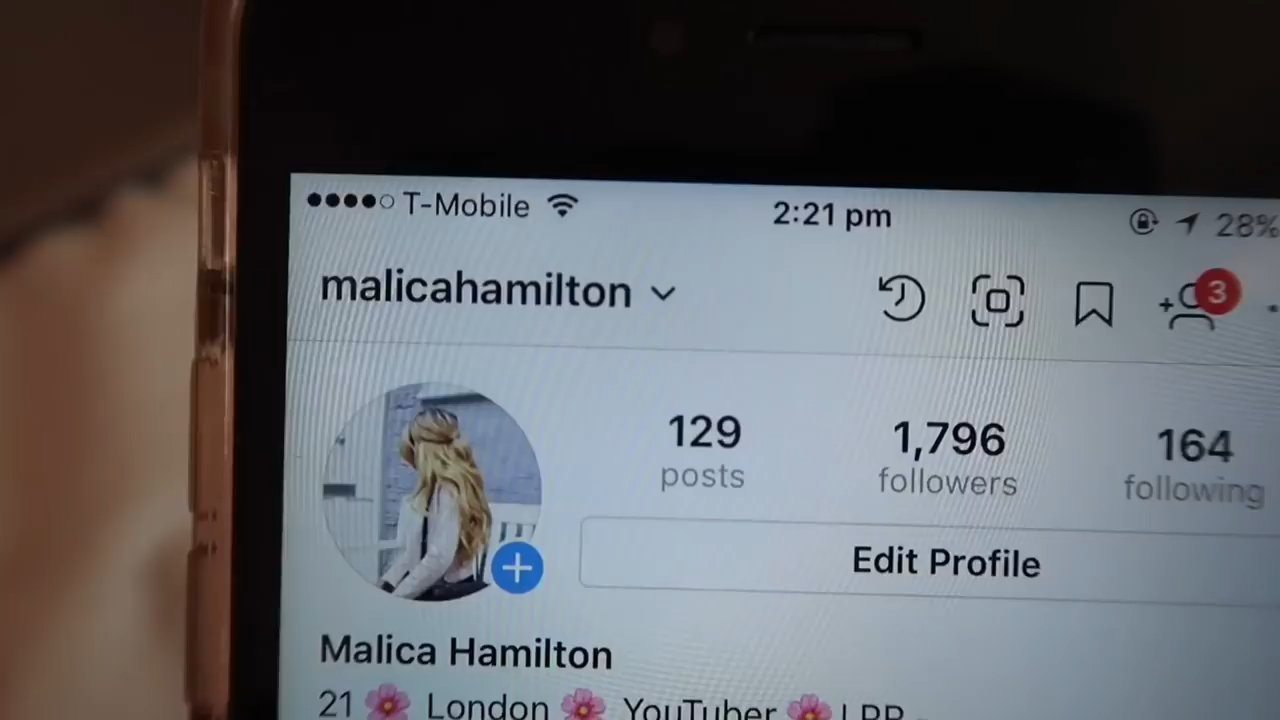 T-Mobile 2:21 pm 28%
malicahamilton
3
129 1,796 164
posts followers following
Edit Profile
Malica Hamilton
21 🌸 London 🌸 YouTuber 🌸